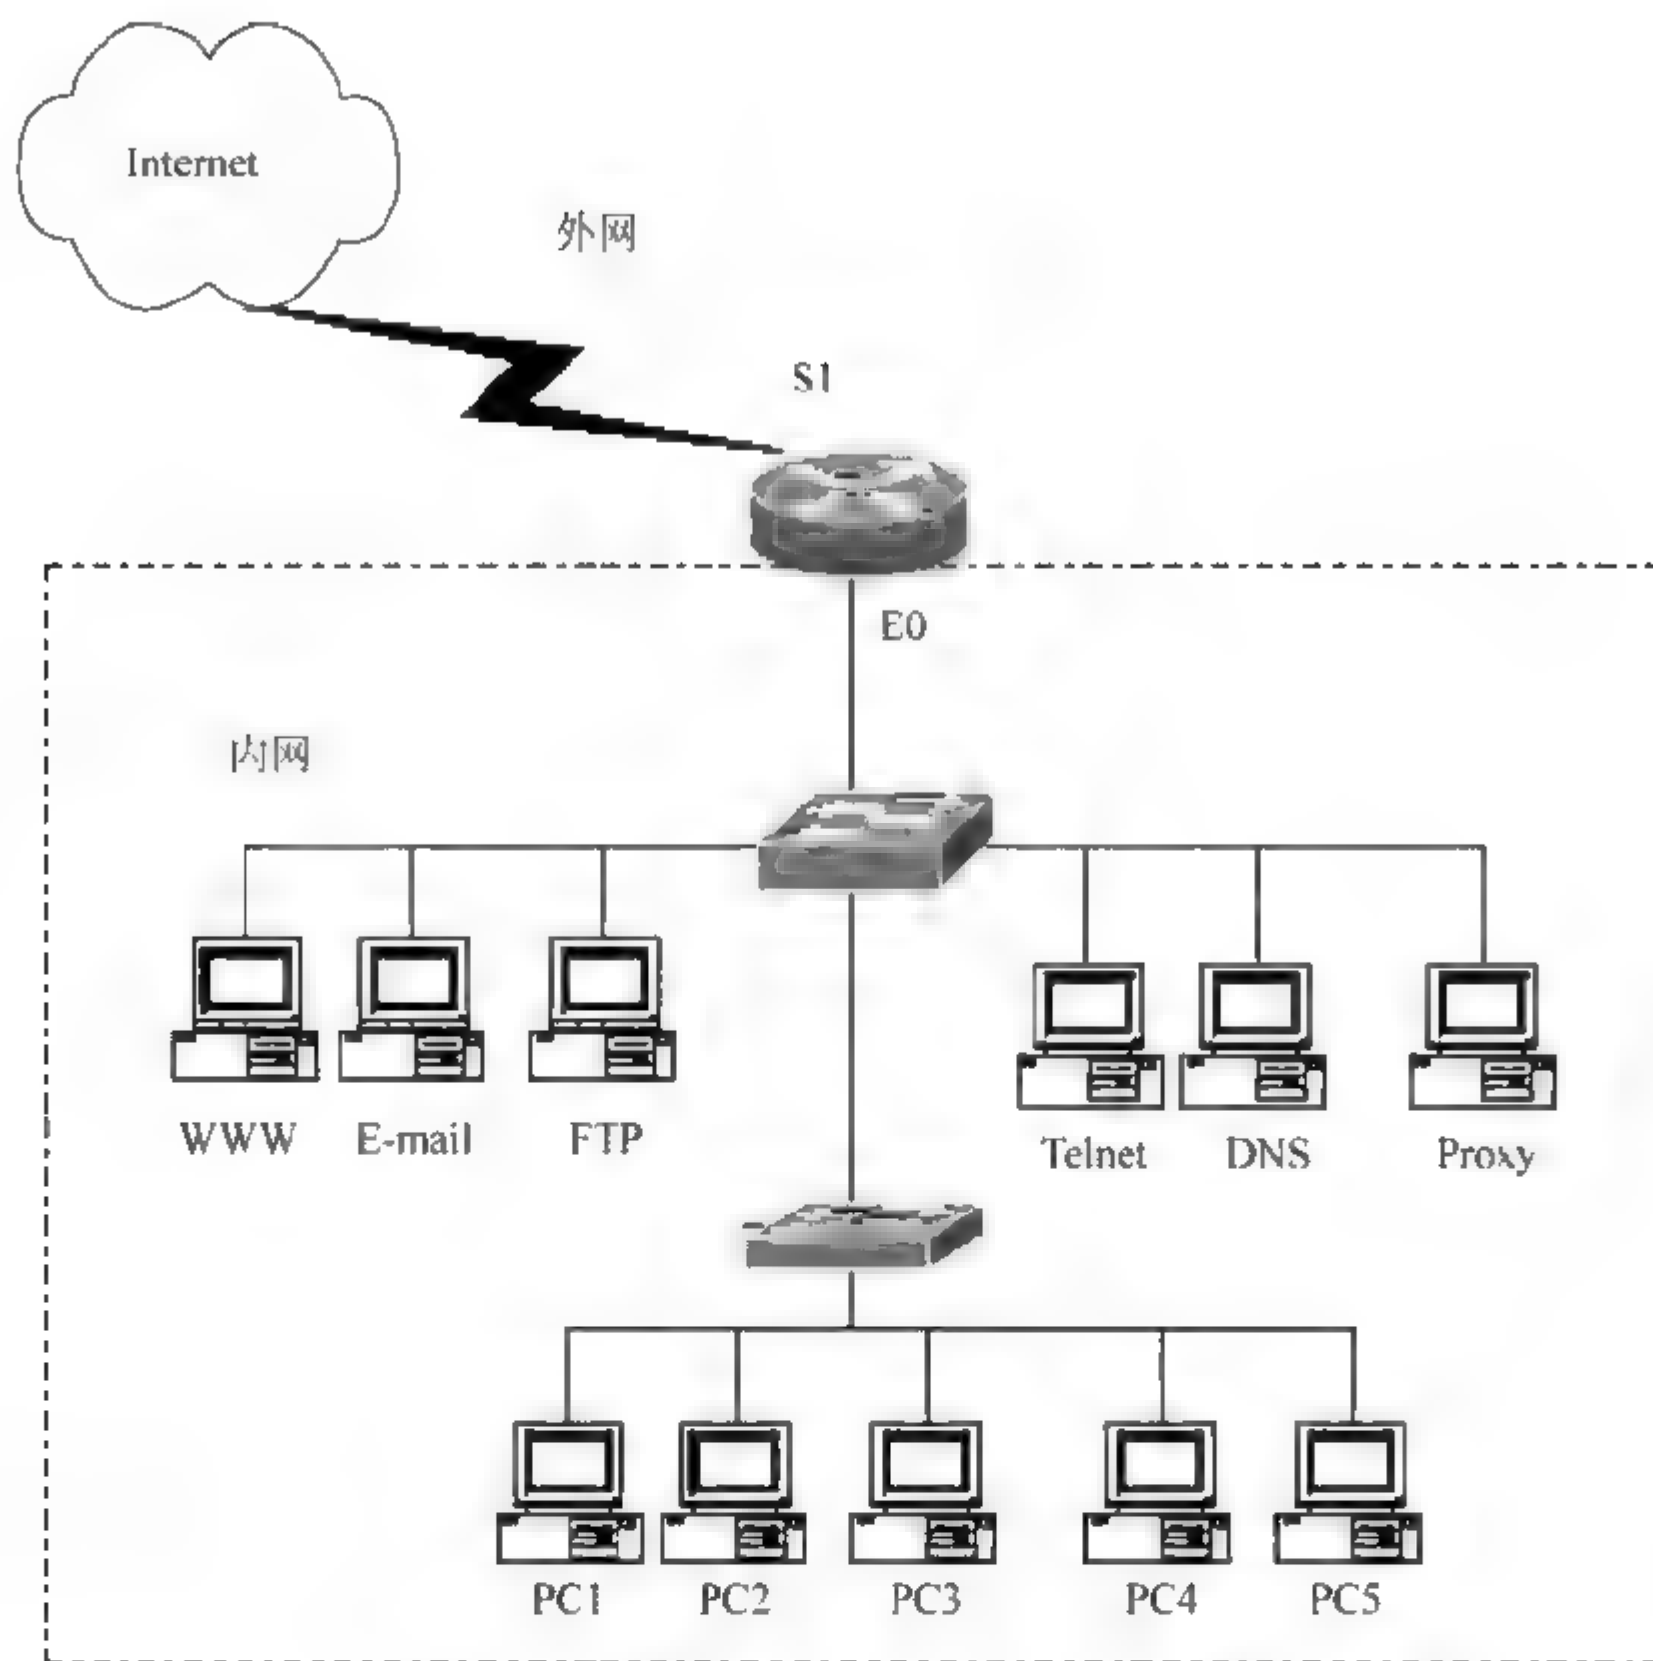 Internet
外网
S1
E0
内网
WWW
E-mail
FTP
Telnet
DNS
Proxy
PC1
PC2
PC3
PC4
PC5